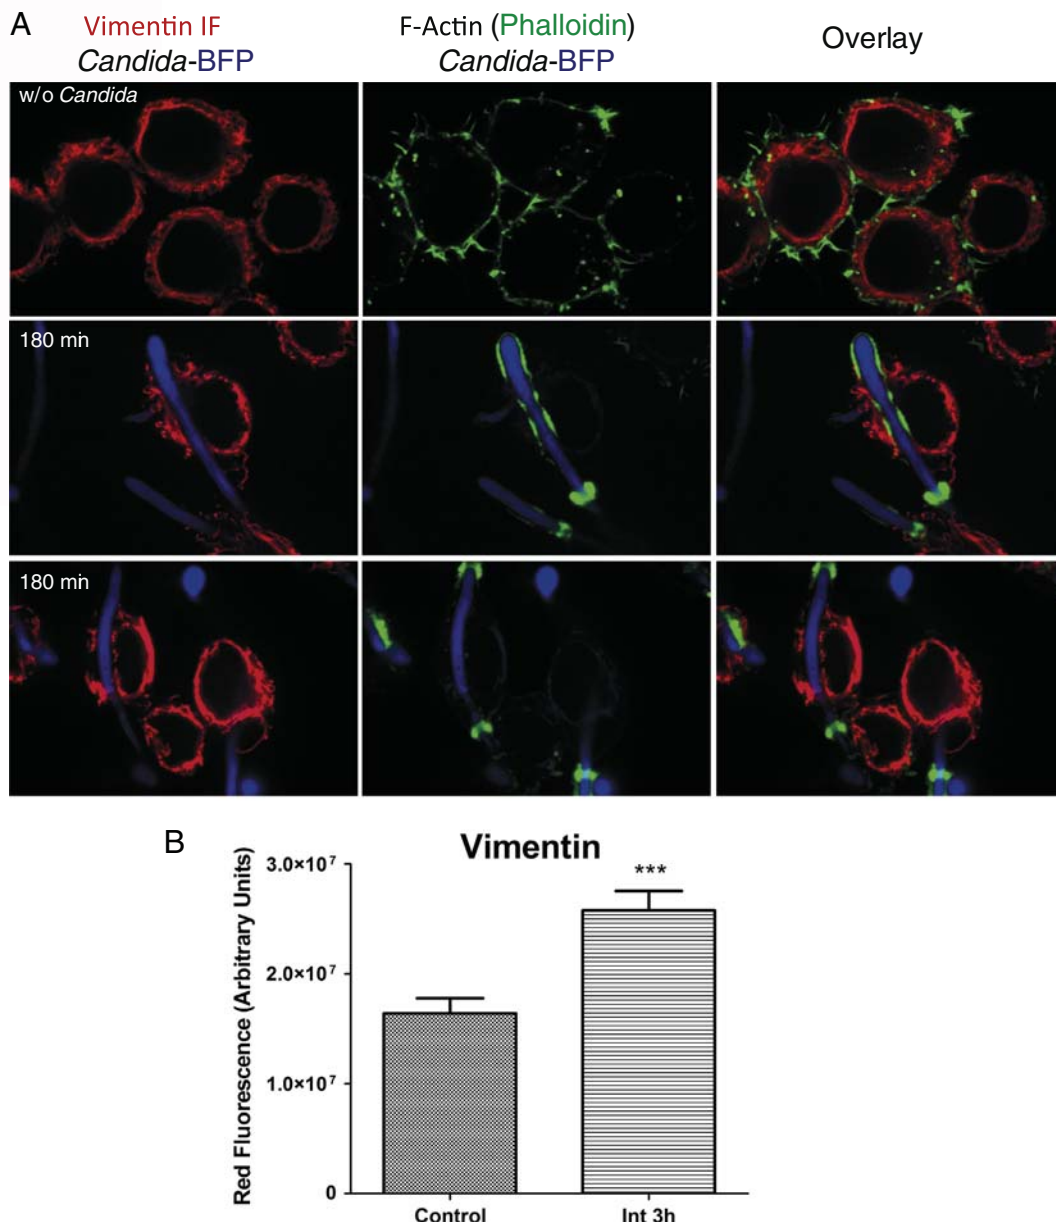 A
Vimentin IF
Candida-BFP
F-Actin (Phalloidin)
Candida-BFP
Overlay
w/o Candida
180 min
180 min
B
Vimentin
Red Fluorescence (Arbitrary Units)
3.0×10⁷
2.0×10⁷
1.0×10⁷
0
***
Control
Int 3h